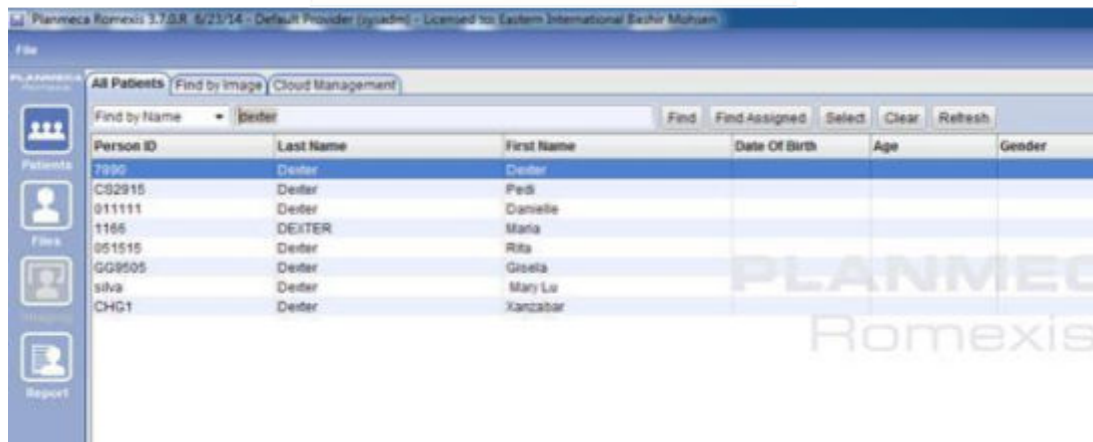 Planmeca Romexis 3.7.0.R 6/23/14 - Default Provider (sysadm) - Licensed to: Eastern International Bashir Mohsen
File
PLANMECA
Romexis
All Patients Find by Image Cloud Management
Find by Name dexter Find Find Assigned Select Clear Refresh
Person ID Last Name First Name Date Of Birth Age Gender
Patients
7990 Dexter Dexter
CS2915 Dexter Pedi
011111 Dexter Danielle
1166 DEXTER Maria
051515 Dexter Rita
Files
GG9505 Dexter Gisela
silva Dexter Mary Lu
CHG1 Dexter Xanzabar
Imaging
PLANMEC
Romexis
Report